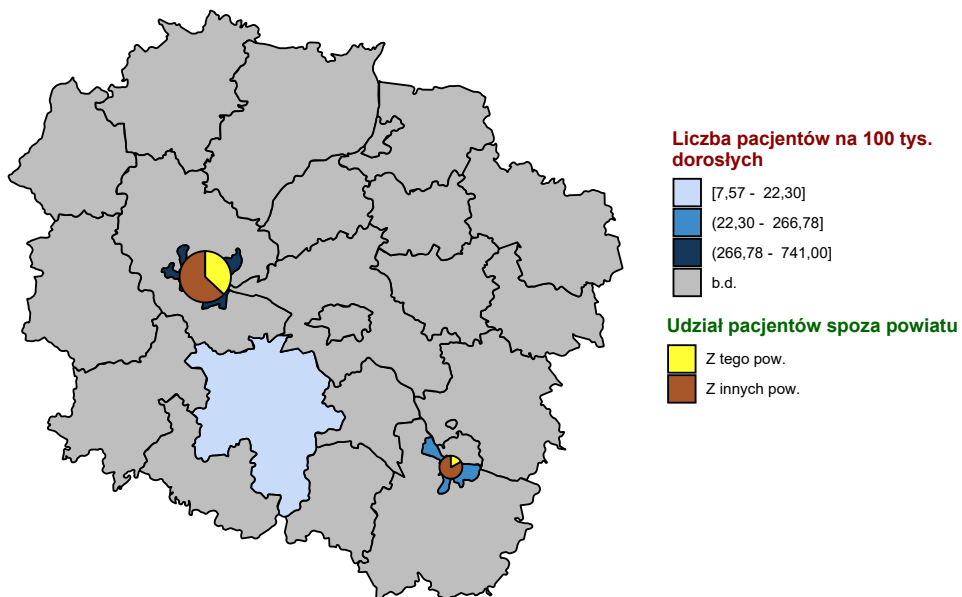 Liczba pacjentów na 100 tys.
dorosłych
[7,57 - 22,30]
(22,30 - 266,78]
(266,78 - 741,00]
b.d.
Udział pacjentów spoza powiatu
Z tego pow.
Z innych pow.